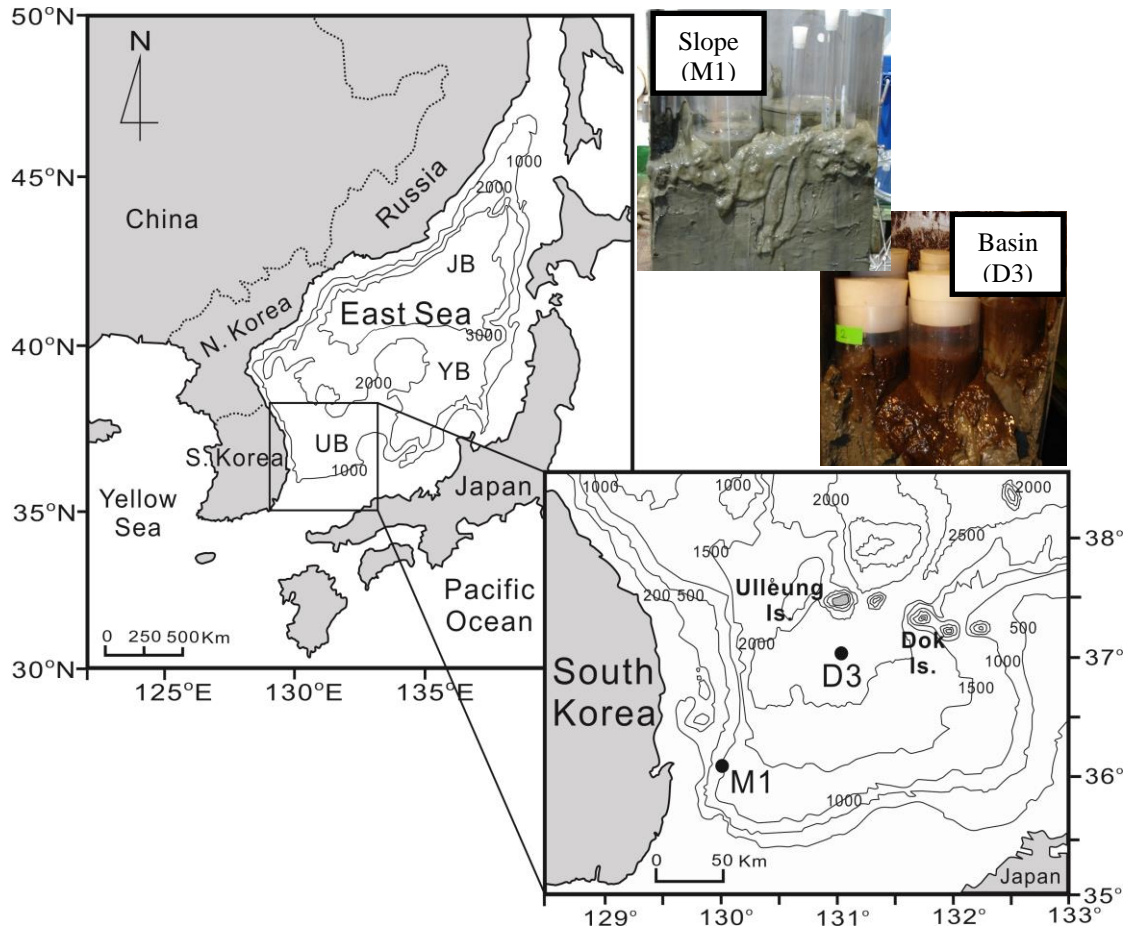 50°N
45°N
40°N
35°N
30°N
125°E
130°E
135°E
N
China
Russia
N. Korea
S. Korea
Yellow
Sea
East Sea
JB
YB
UB
Japan
Pacific
Ocean
1000
2000
3000
2000
1000
0 250 500 Km
Slope
(M1)
Basin
(D3)
2
1000
1000
2000
2000
1500
2500
200
500
Ulleung
Is.
2000
Dok
Is.
500
1000
1500
D3
South
Korea
M1
1000
0 50 Km
Japan
38°
37°
36°
35°
129°
130°
131°
132°
133°